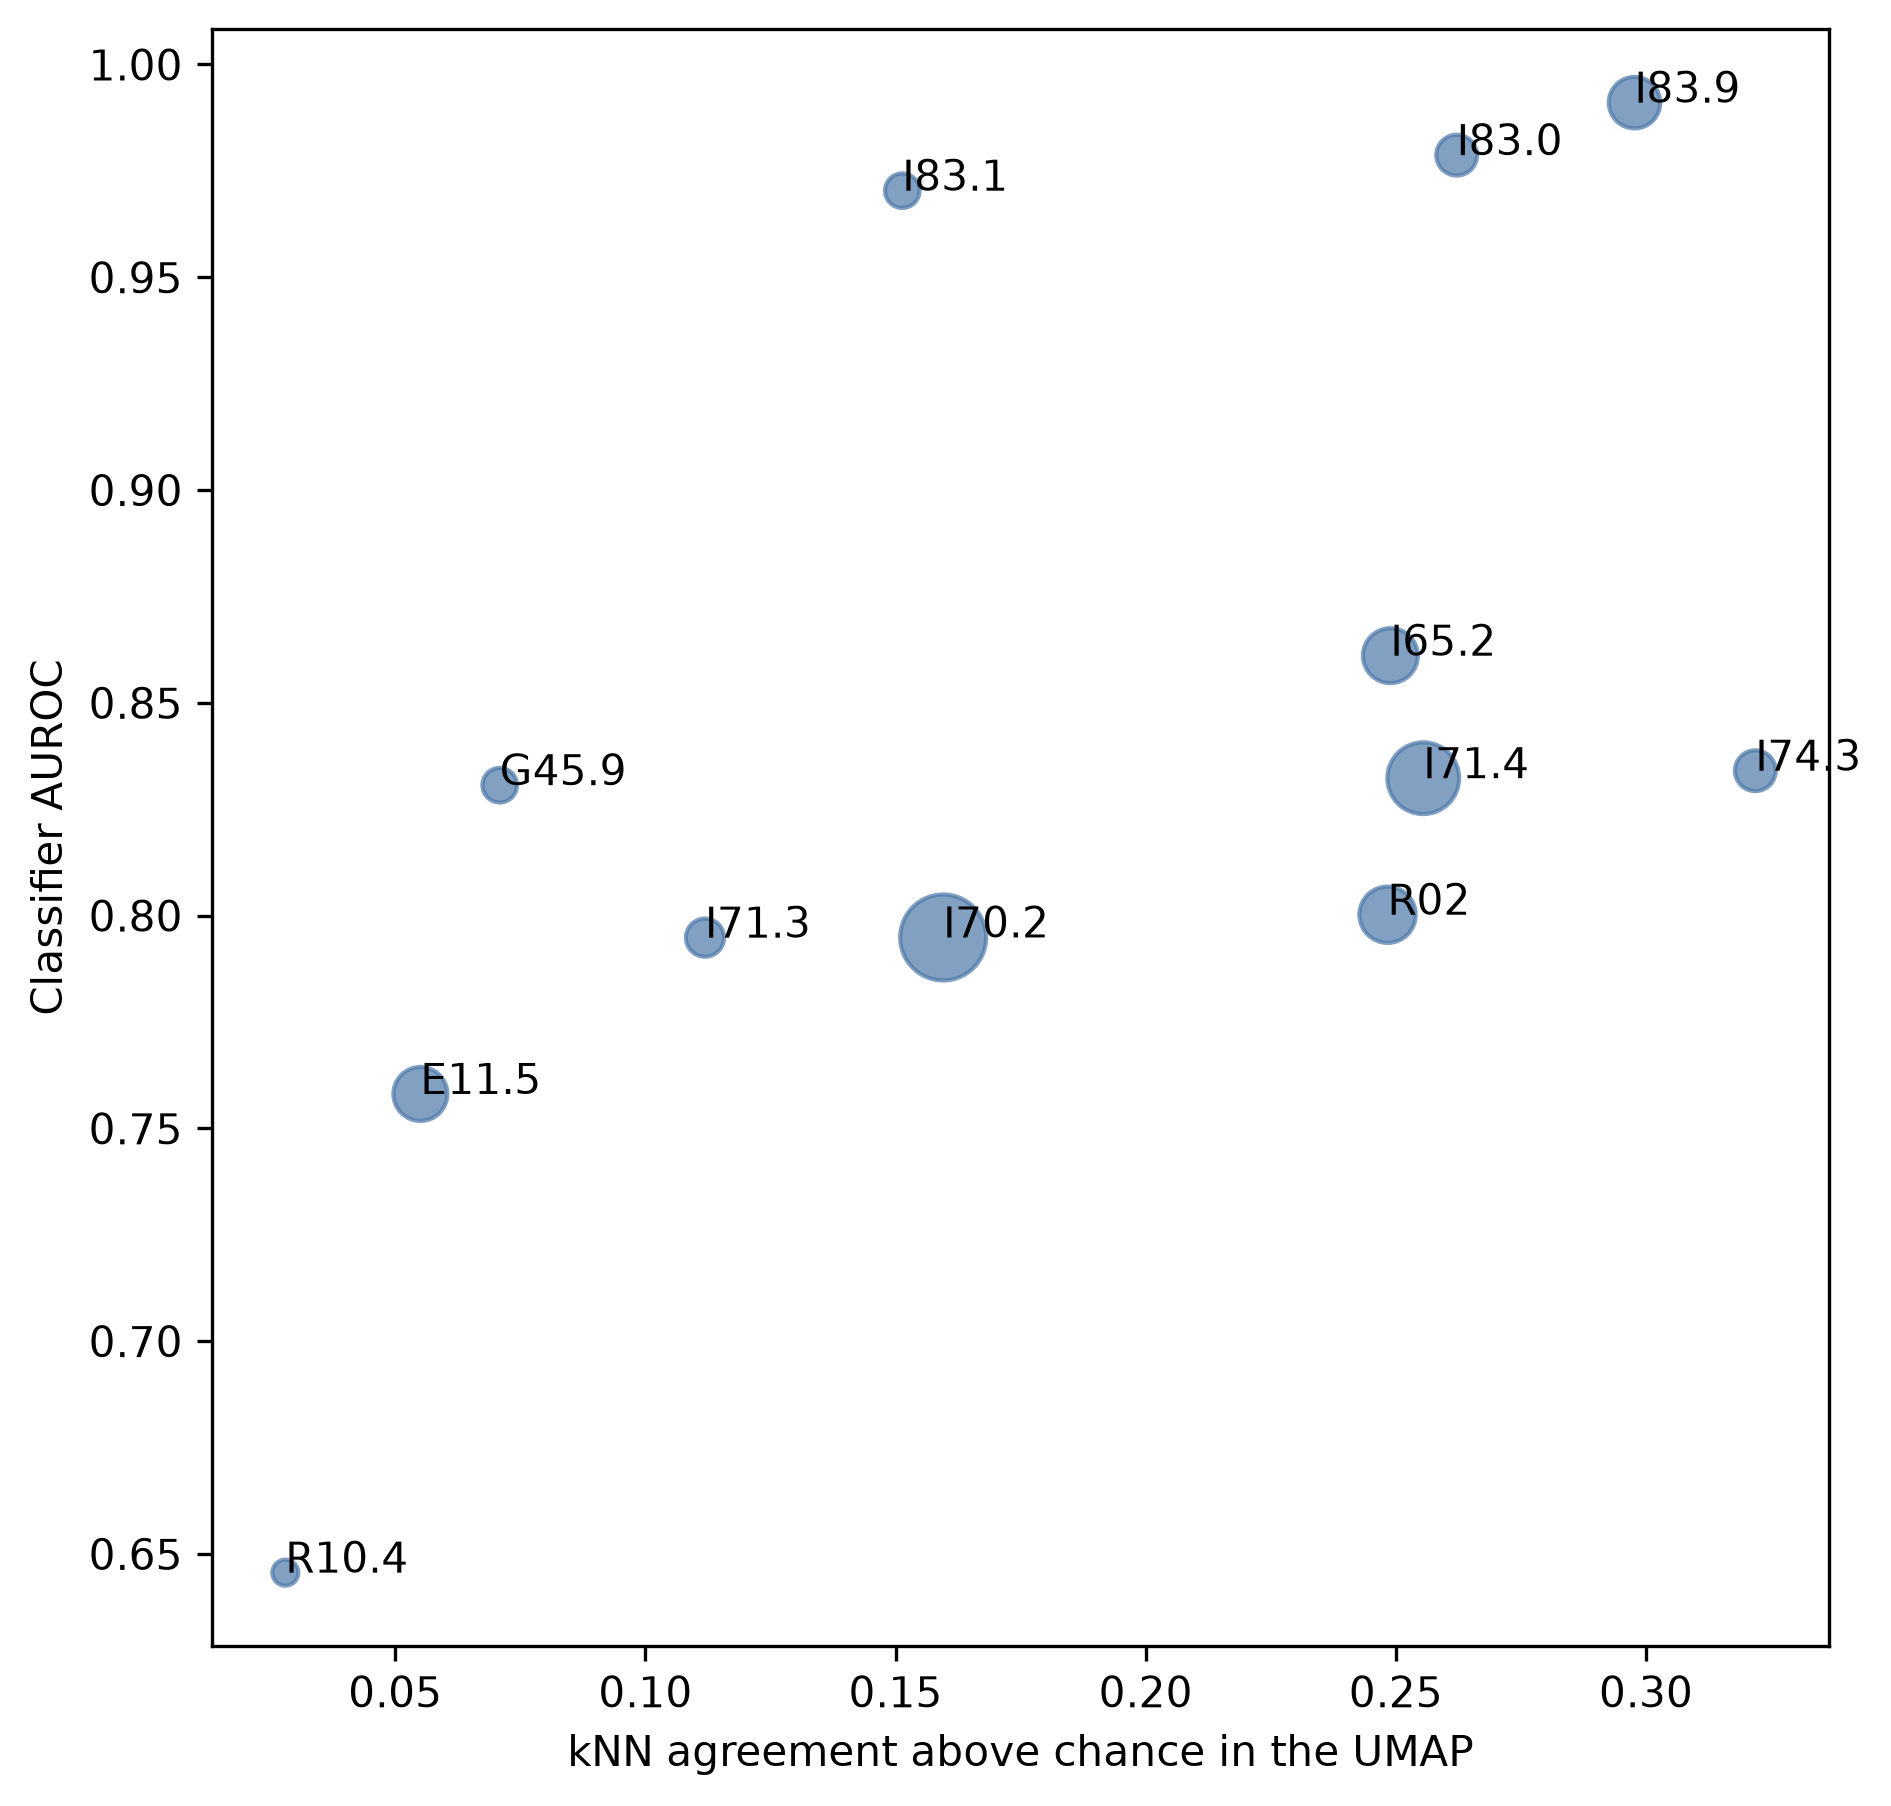 1.00
0.95
0.90
0.85
0.80
0.75
0.70
0.65
Classifier AUROC
I83.9
I83.0
I83.1
I65.2
I74.3
I71.4
G45.9
R02
I71.3
I70.2
E11.5
R10.4
0.05 0.10 0.15 0.20 0.25 0.30
kNN agreement above chance in the UMAP